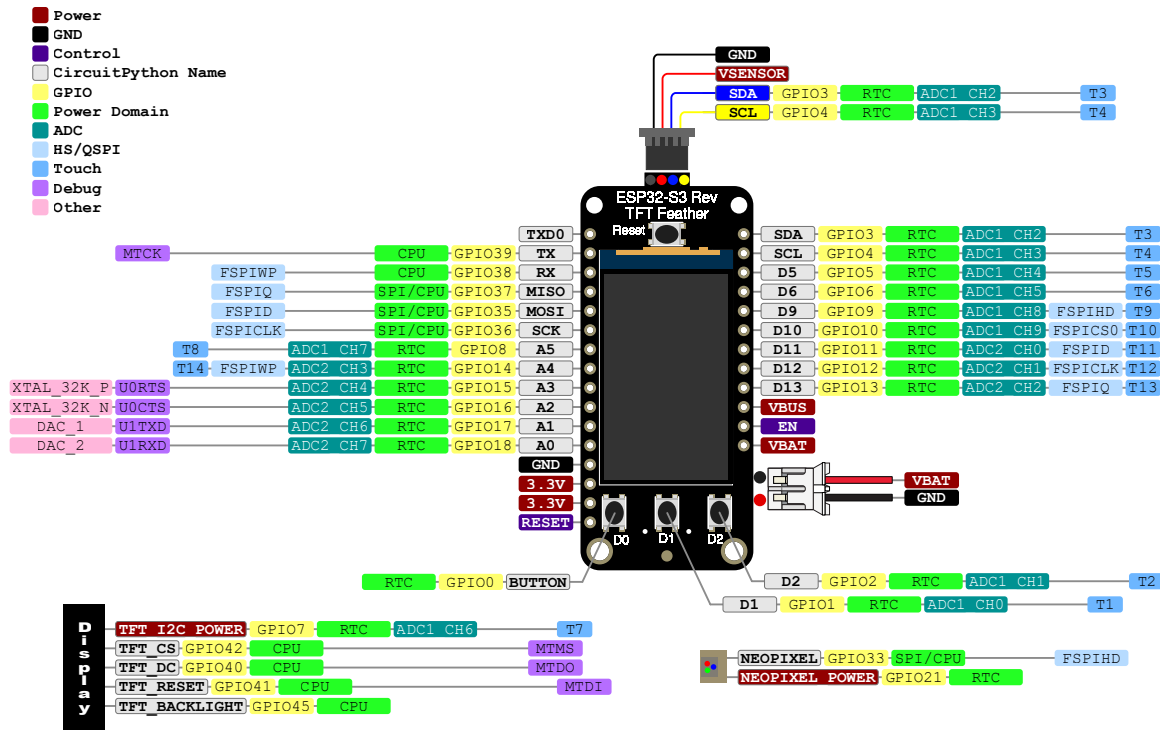 Power
GND
Control
CircuitPython Name
GPIO
Power Domain
ADC
HS/QSPI
Touch
Debug
Other
GND
VSENSOR
SDA GPIO3 RTC ADC1 CH2 T3
SCL GPIO4 RTC ADC1 CH3 T4
ESP32-S3 Rev
TFT Feather
Reset
TXD0
MTCK CPU GPIO39 TX
FSPIWP CPU GPIO38 RX
FSPIQ SPI/CPU GPIO37 MISO
FSPID SPI/CPU GPIO35 MOSI
FSPICLK SPI/CPU GPIO36 SCK
T8 ADC1 CH7 RTC GPIO8 A5
T14 FSPIWP ADC2 CH3 RTC GPIO14 A4
XTAL_32K_P U0RTS ADC2 CH4 RTC GPIO15 A3
XTAL_32K_N U0CTS ADC2 CH5 RTC GPIO16 A2
DAC_1 U1TXD ADC2 CH6 RTC GPIO17 A1
DAC_2 U1RXD ADC2 CH7 RTC GPIO18 A0
GND
3.3V
3.3V
RESET
SDA GPIO3 RTC ADC1 CH2 T3
SCL GPIO4 RTC ADC1 CH3 T4
D5 GPIO5 RTC ADC1 CH4 T5
D6 GPIO6 RTC ADC1 CH5 T6
D9 GPIO9 RTC ADC1 CH8 FSPIHD T9
D10 GPIO10 RTC ADC1 CH9 FSPICS0 T10
D11 GPIO11 RTC ADC2 CH0 FSPID T11
D12 GPIO12 RTC ADC2 CH1 FSPICLK T12
D13 GPIO13 RTC ADC2 CH2 FSPIQ T13
VBUS
EN
VBAT
VBAT
GND
D0 D1 D2
RTC GPIO0 BUTTON
D2 GPIO2 RTC ADC1 CH1 T2
D1 GPIO1 RTC ADC1 CH0 T1
Display
TFT I2C POWER GPIO7 RTC ADC1 CH6 T7
TFT_CS GPIO42 CPU MTMS
TFT_DC GPIO40 CPU MTDO
TFT_RESET GPIO41 CPU MTDI
TFT_BACKLIGHT GPIO45 CPU
NEOPIXEL GPIO33 SPI/CPU FSPIHD
NEOPIXEL POWER GPIO21 RTC